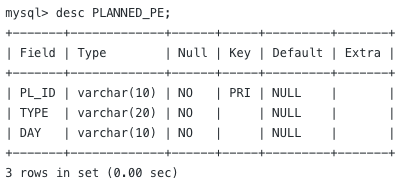 mysql> desc PLANNED_PE;
+-------+-------------+------+-----+---------+-------+
| Field | Type        | Null | Key | Default | Extra |
+-------+-------------+------+-----+---------+-------+
| PL_ID | varchar(10) | NO   | PRI | NULL    |       |
| TYPE  | varchar(20) | NO   |     | NULL    |       |
| DAY   | varchar(10) | NO   |     | NULL    |       |
+-------+-------------+------+-----+---------+-------+
3 rows in set (0.00 sec)